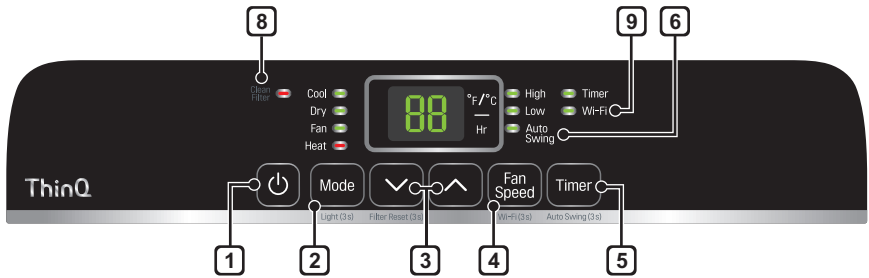 8
9
6
Clean
Filter
Cool
Dry
Fan
Heat
88
°F/°C
Hr
High
Low
Auto
Swing
Timer
Wi-Fi
ThinQ
Mode
Fan
Speed
Timer
Light (3s)
Filter Reset (3s)
Wi-Fi (3s)
Auto Swing (3s)
1
2
3
4
5